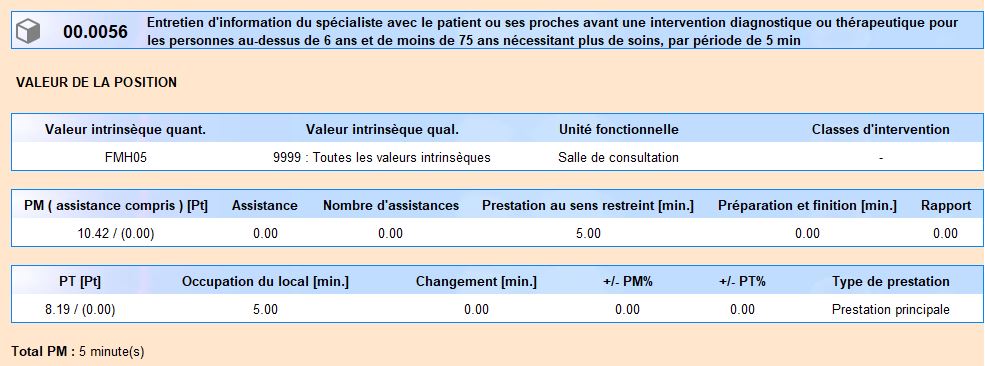 00.0056
Entretien d'information du spécialiste avec le patient ou ses proches avant une intervention diagnostique ou thérapeutique pour
les personnes au-dessus de 6 ans et de moins de 75 ans nécessitant plus de soins, par période de 5 min
VALEUR DE LA POSITION
Valeur intrinsèque quant. Valeur intrinsèque qual. Unité fonctionnelle Classes d'intervention
FMH05 9999 : Toutes les valeurs intrinsèques Salle de consultation -
PM ( assistance compris ) [Pt] Assistance Nombre d'assistances Prestation au sens restreint [min.] Préparation et finition [min.] Rapport
10.42 / (0.00) 0.00 0.00 5.00 0.00 0.00
PT [Pt] Occupation du local [min.] Changement [min.] +/- PM% +/- PT% Type de prestation
8.19 / (0.00) 5.00 0.00 0.00 0.00 Prestation principale
Total PM : 5 minute(s)